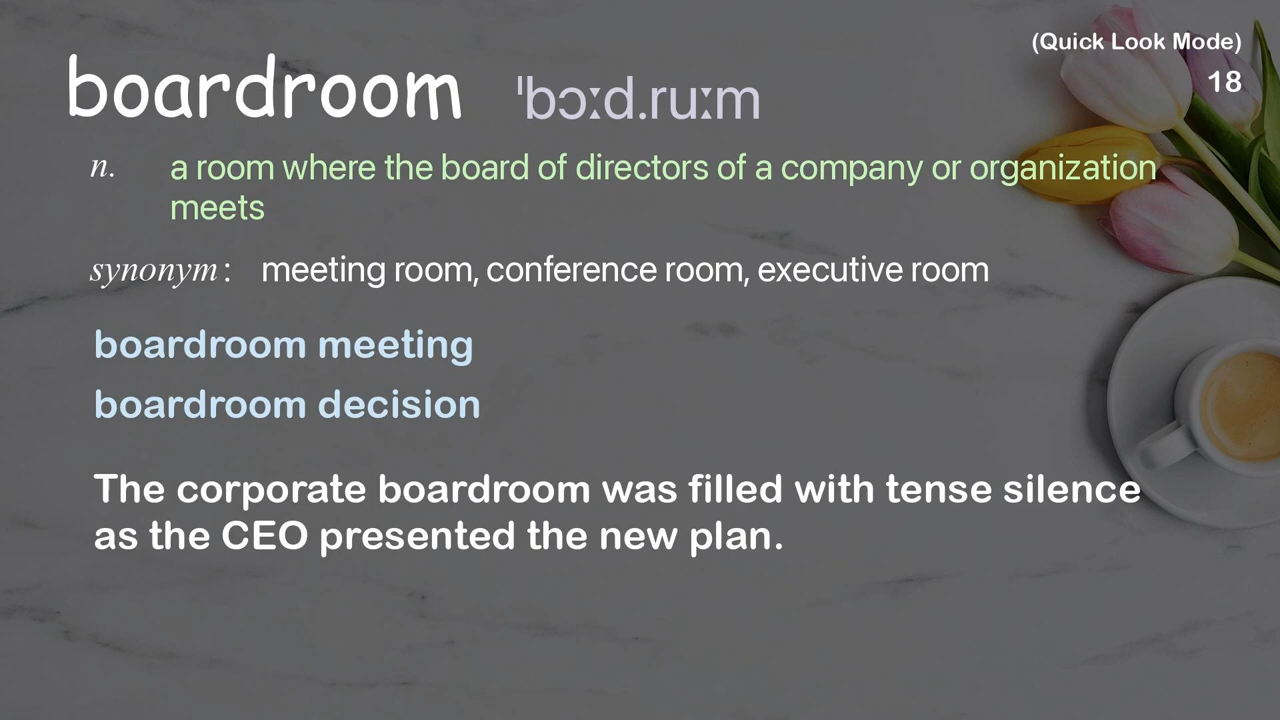 (Quick Look Mode)
18
boardroom ˈbɔːd.ruːm
n. a room where the board of directors of a company or organization
meets
synonym: meeting room, conference room, executive room
boardroom meeting
boardroom decision
The corporate boardroom was filled with tense silence
as the CEO presented the new plan.